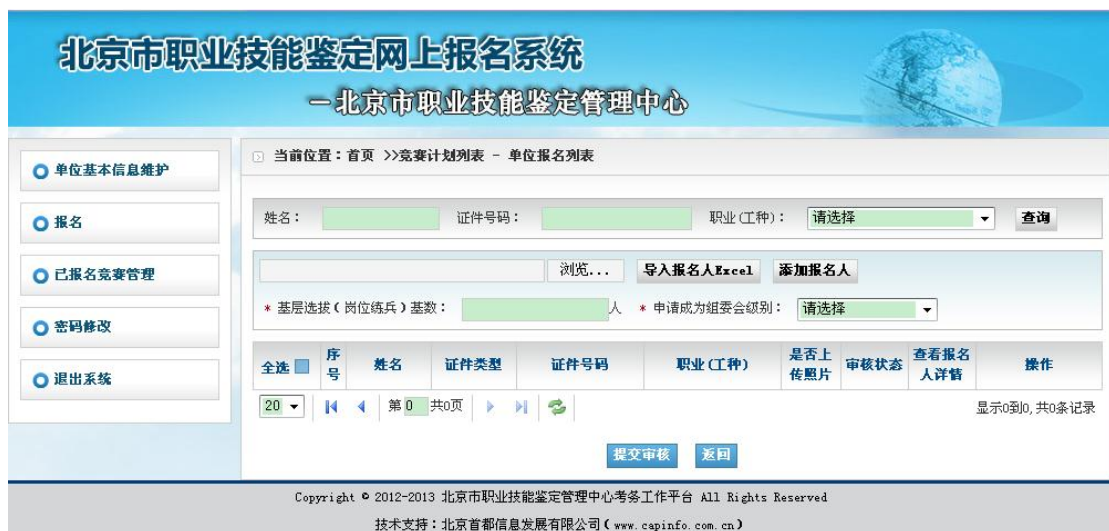 北京市职业技能鉴定网上报名系统
—北京市职业技能鉴定管理中心
单位基本信息维护
报名
已报名竞赛管理
密码修改
退出系统
当前位置：首页 >>竞赛计划列表 - 单位报名列表
姓名： 证件号码： 职业(工种)： 请选择 查询
浏览... 导入报名人Excel 添加报名人
* 基层选拔(岗位练兵)基数： 人 * 申请成为组委会级别： 请选择
全选 序号 姓名 证件类型 证件号码 职业(工种) 是否上传照片 审核状态 查看报名人详情 操作
20 第 0 共0页 显示0到0, 共0条记录
提交审核 返回
Copyright © 2012-2013 北京市职业技能鉴定管理中心考务工作平台 All Rights Reserved
技术支持：北京首都信息发展有限公司(www.capinfo.com.cn)